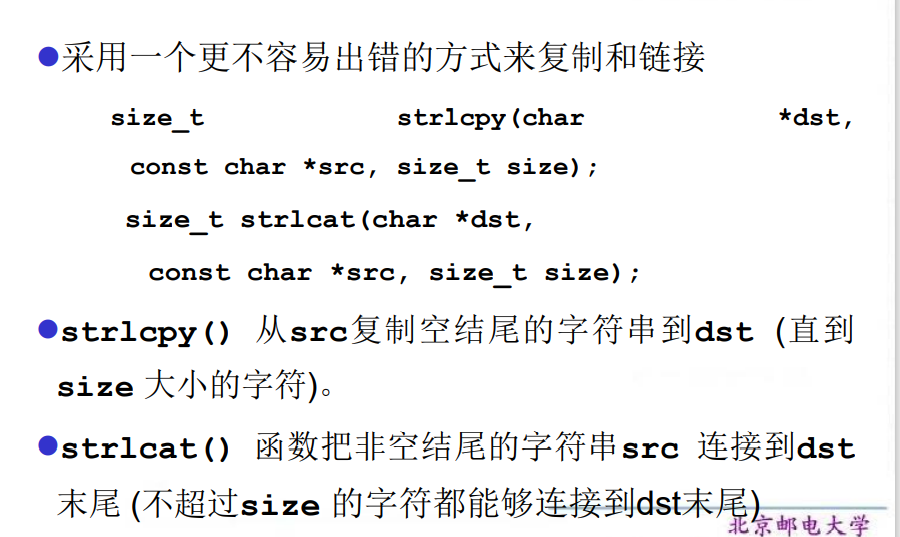 ●采用一个更不容易出错的方式来复制和链接
size_t strlcpy(char *dst,
const char *src, size_t size);
size_t strlcat(char *dst,
const char *src, size_t size);
●strlcpy() 从src复制空结尾的字符串到dst (直到
size 大小的字符)。
●strlcat() 函数把非空结尾的字符串src 连接到dst
末尾 (不超过size 的字符都能够连接到dst末尾)
北京邮电大学